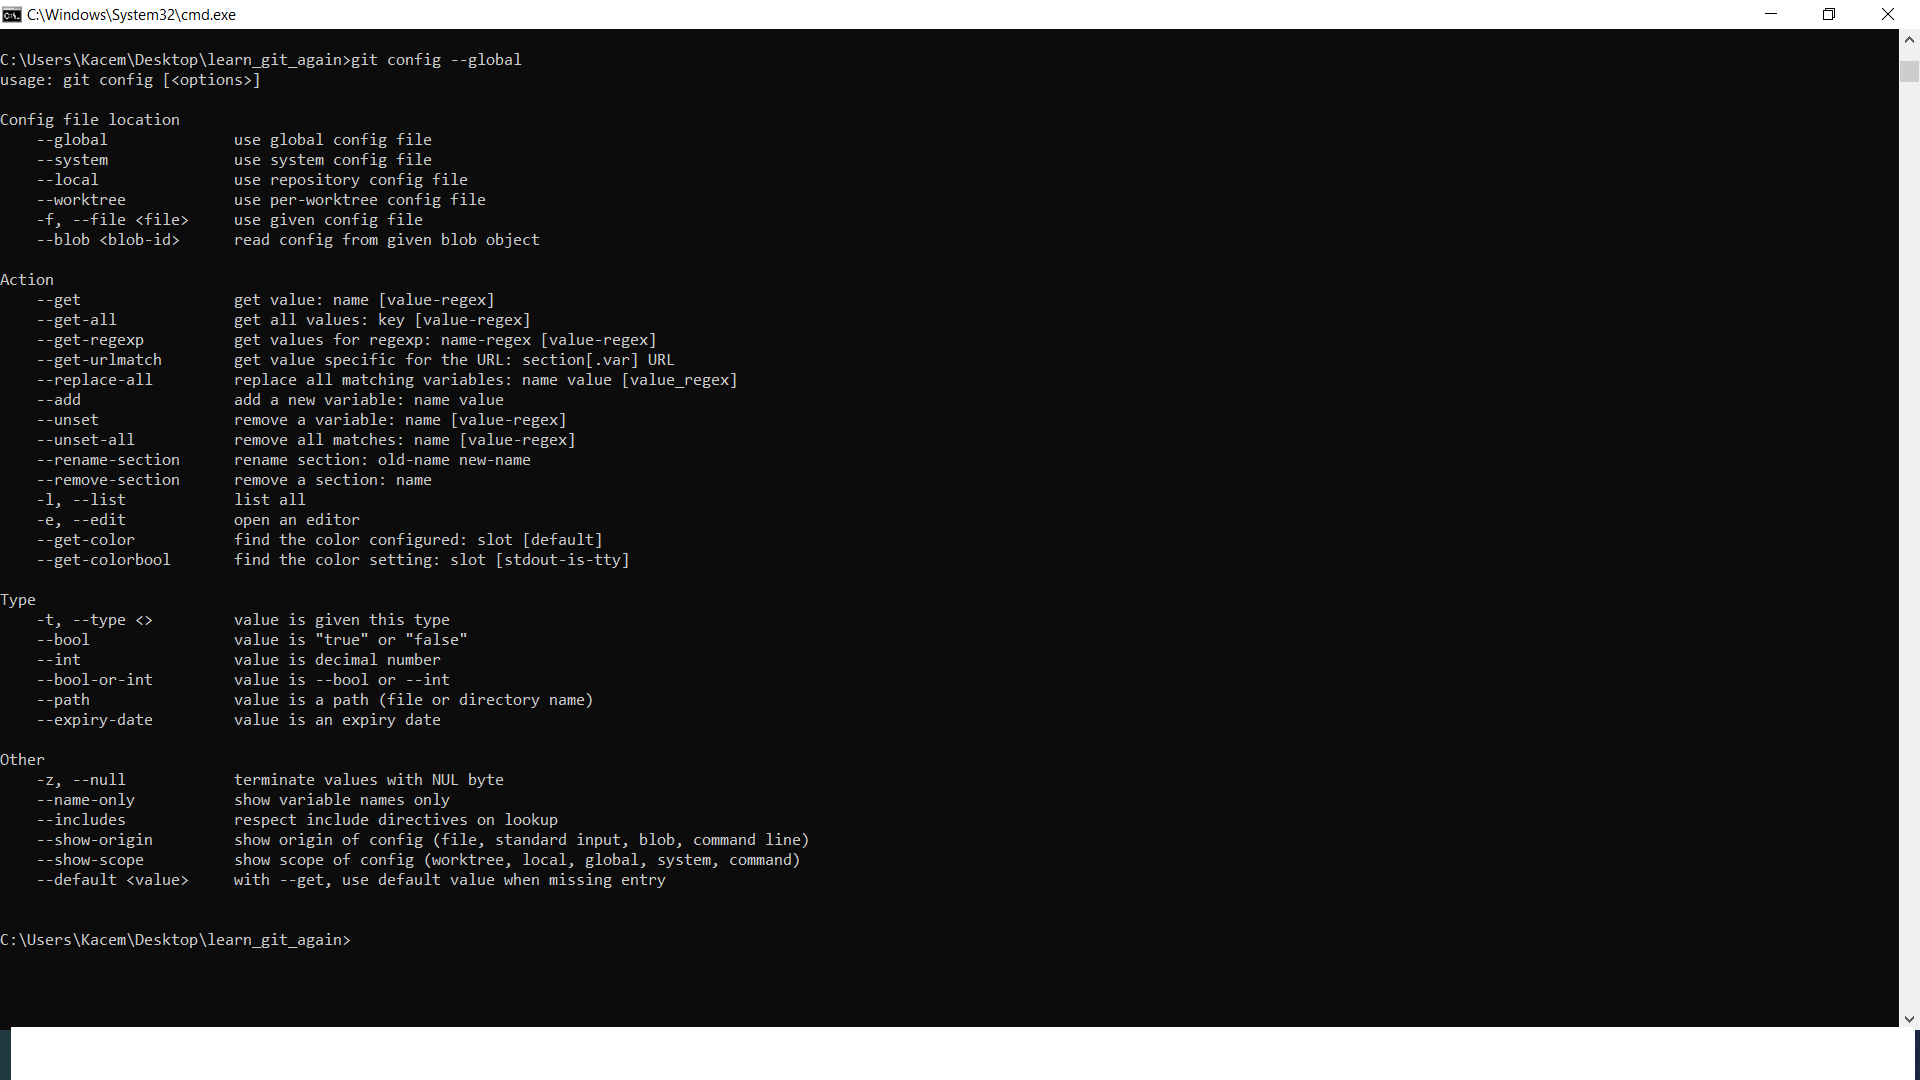 C:\Windows\System32\cmd.exe
C:\Users\Kacem\Desktop\learn_git_again>git config --global
usage: git config [<options>]
Config file location
    --global              use global config file
    --system              use system config file
    --local               use repository config file
    --worktree            use per-worktree config file
    -f, --file <file>     use given config file
    --blob <blob-id>      read config from given blob object
Action
    --get                 get value: name [value-regex]
    --get-all             get all values: key [value-regex]
    --get-regexp          get values for regexp: name-regex [value-regex]
    --get-urlmatch        get value specific for the URL: section[.var] URL
    --replace-all         replace all matching variables: name value [value_regex]
    --add                 add a new variable: name value
    --unset               remove a variable: name [value-regex]
    --unset-all           remove all matches: name [value-regex]
    --rename-section      rename section: old-name new-name
    --remove-section      remove a section: name
    -l, --list            list all
    -e, --edit            open an editor
    --get-color           find the color configured: slot [default]
    --get-colorbool       find the color setting: slot [stdout-is-tty]
Type
    -t, --type <>         value is given this type
    --bool                value is "true" or "false"
    --int                 value is decimal number
    --bool-or-int         value is --bool or --int
    --path                value is a path (file or directory name)
    --expiry-date         value is an expiry date
Other
    -z, --null            terminate values with NUL byte
    --name-only           show variable names only
    --includes            respect include directives on lookup
    --show-origin         show origin of config (file, standard input, blob, command line)
    --show-scope          show scope of config (worktree, local, global, system, command)
    --default <value>     with --get, use default value when missing entry
C:\Users\Kacem\Desktop\learn_git_again>